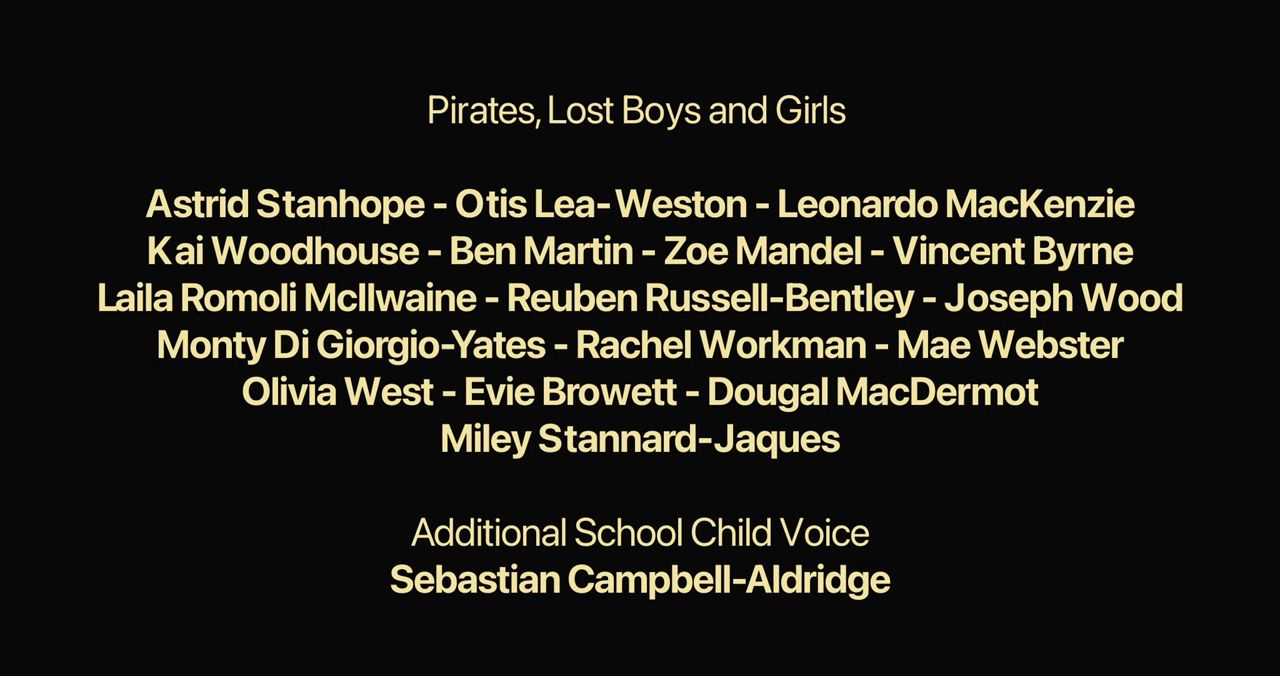 Pirates, Lost Boys and Girls
Astrid Stanhope - Otis Lea-Weston - Leonardo MacKenzie
Kai Woodhouse - Ben Martin - Zoe Mandel - Vincent Byrne
Laila Romoli McIlwaine - Reuben Russell-Bentley - Joseph Wood
Monty Di Giorgio-Yates - Rachel Workman - Mae Webster
Olivia West - Evie Browett - Dougal MacDermot
Miley Stannard-Jaques
Additional School Child Voice
Sebastian Campbell-Aldridge